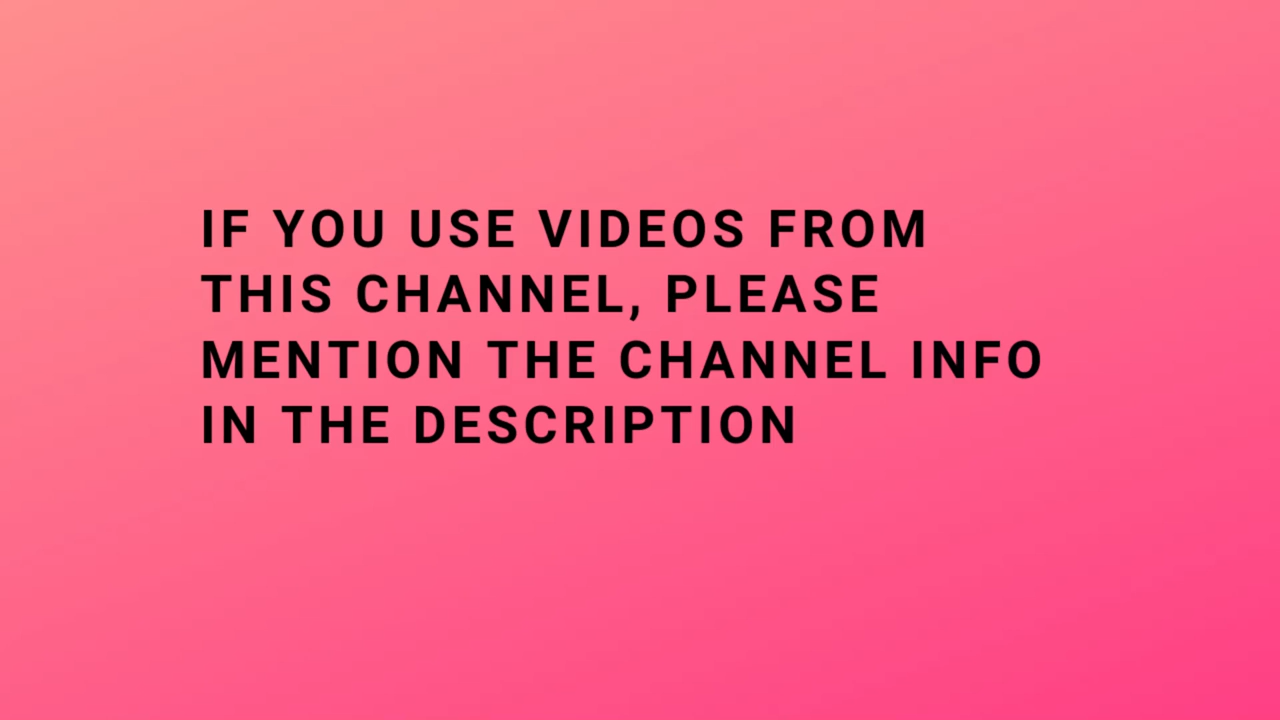 IF YOU USE VIDEOS FROM
THIS CHANNEL, PLEASE
MENTION THE CHANNEL INFO
IN THE DESCRIPTION